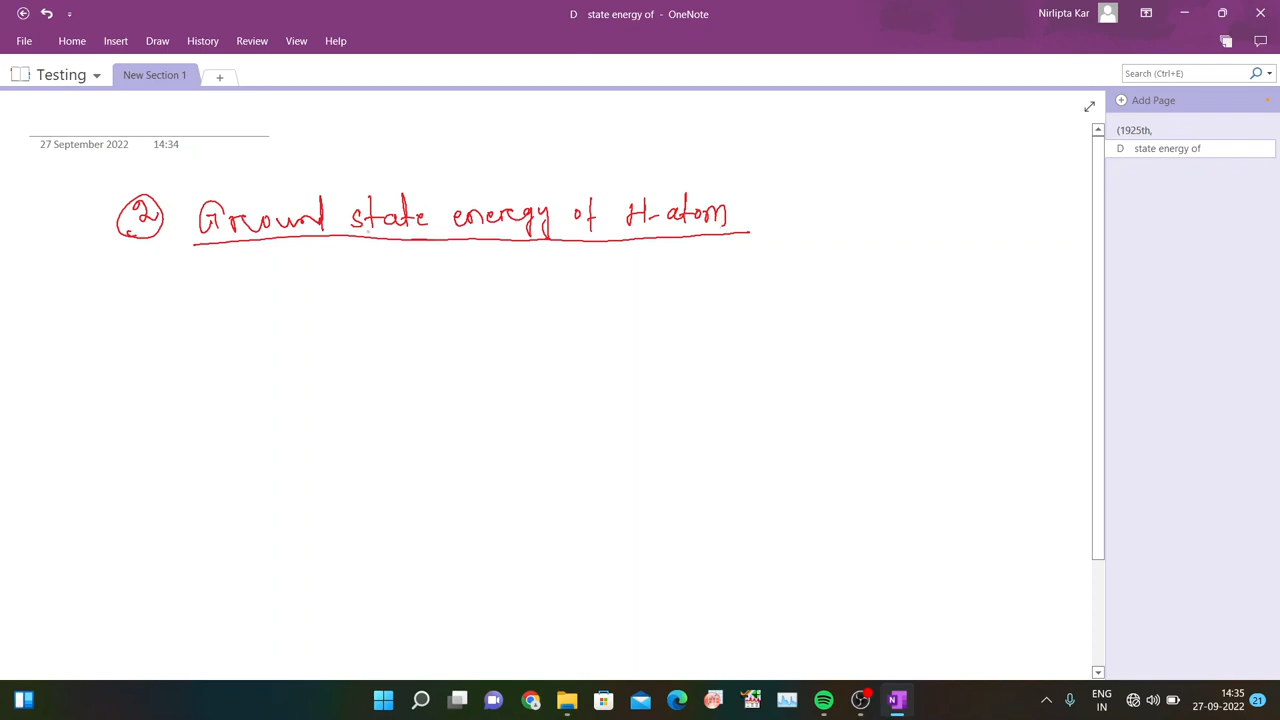 D state energy of - OneNote
Nirlipta Kar
File Home Insert Draw History Review View Help
Testing
New Section 1
+
Search (Ctrl+E)
Add Page
(1925th,
D state energy of
27 September 2022 14:34
2 Ground state energy of H-atom
ENG
IN
14:35
27-09-2022
21